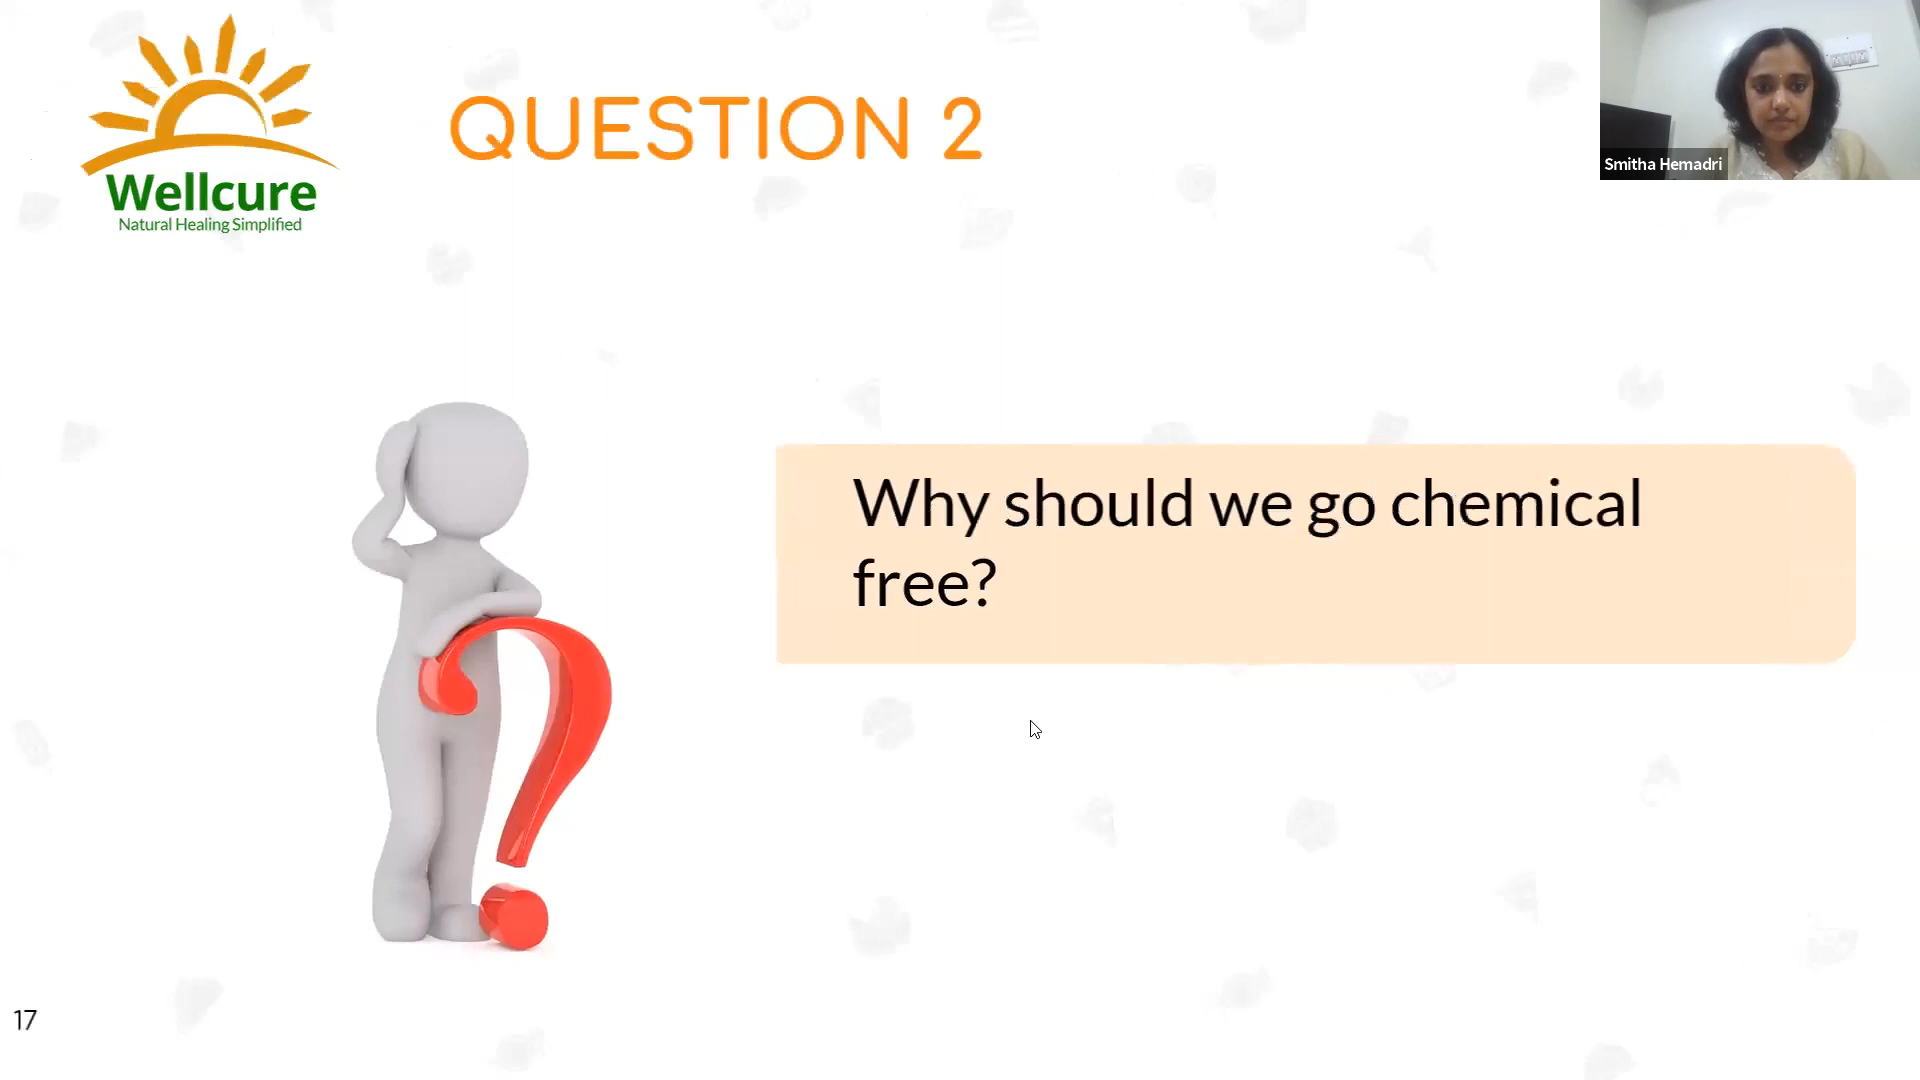 Wellcure
Natural Healing Simplified
QUESTION 2
Smitha Hemadri
Why should we go chemical
free?
17